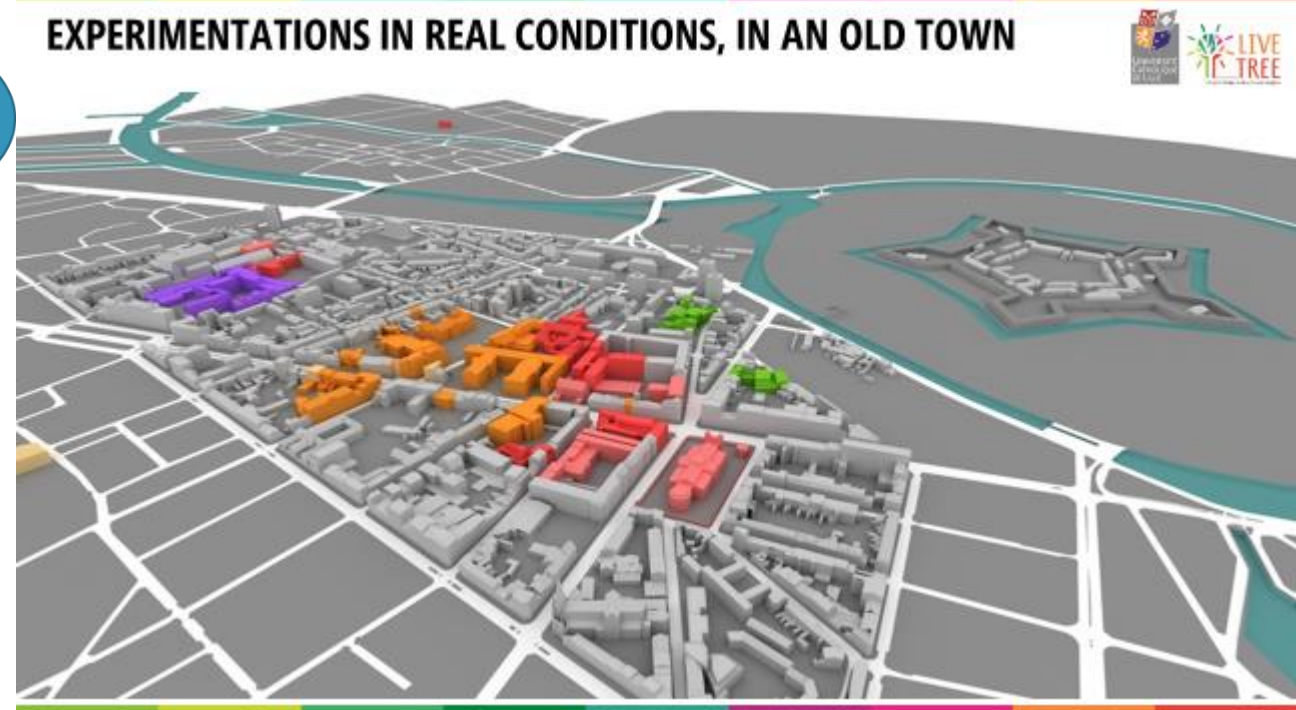 EXPERIMENTATIONS IN REAL CONDITIONS, IN AN OLD TOWN
LIVE
TREE